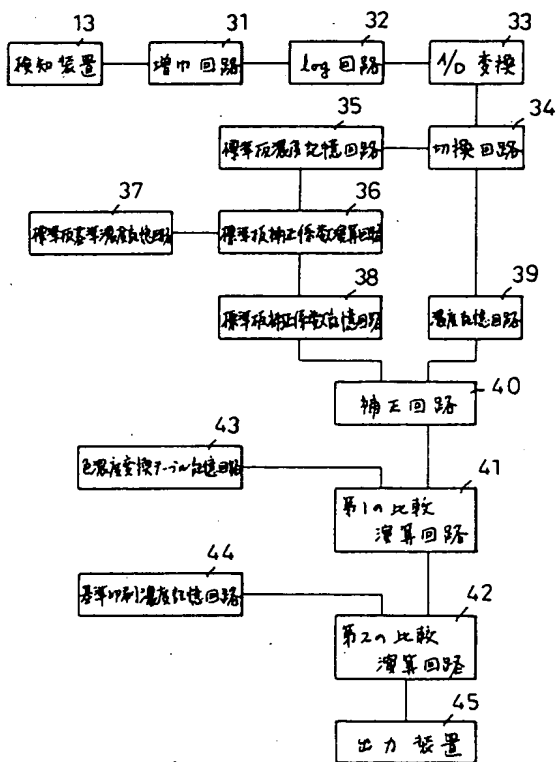 13
31
32
33
検知装置
増巾回路
log回路
A/D変換
35
34
標準板濃度記憶回路
切換回路
37
36
標準板基準濃度記憶回路
標準板補正係数演算回路
38
39
標準板補正係数記憶回路
濃度記憶回路
40
補正回路
43
色濃度変換テーブル記憶回路
41
第1の比較
演算回路
44
基準印刷濃度記憶回路
42
第2の比較
演算回路
45
出力装置